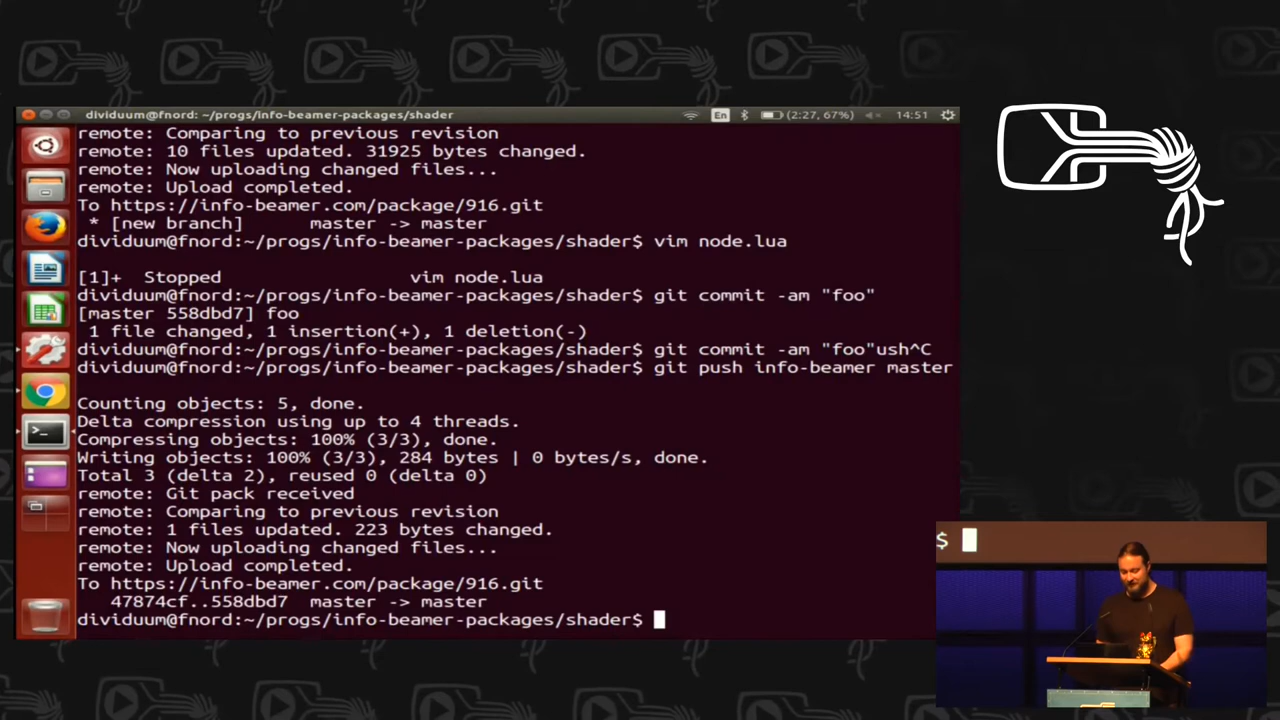 dividuum@fnord: ~/progs/info-beamer-packages/shader
En
(2:27, 67%)
14:51
remote: Comparing to previous revision
remote: 10 files updated. 31925 bytes changed.
remote: Now uploading changed files...
remote: Upload completed.
To https://info-beamer.com/package/916.git
* [new branch] master -> master
dividuum@fnord:~/progs/info-beamer-packages/shader$ vim node.lua
[1]+ Stopped vim node.lua
dividuum@fnord:~/progs/info-beamer-packages/shader$ git commit -am "foo"
[master 558dbd7] foo
1 file changed, 1 insertion(+), 1 deletion(-)
dividuum@fnord:~/progs/info-beamer-packages/shader$ git commit -am "foo"ush^C
dividuum@fnord:~/progs/info-beamer-packages/shader$ git push info-beamer master
Counting objects: 5, done.
Delta compression using up to 4 threads.
Compressing objects: 100% (3/3), done.
Writing objects: 100% (3/3), 284 bytes | 0 bytes/s, done.
Total 3 (delta 2), reused 0 (delta 0)
remote: Git pack received
remote: Comparing to previous revision
remote: 1 files updated. 223 bytes changed.
remote: Now uploading changed files...
remote: Upload completed.
To https://info-beamer.com/package/916.git
47874cf..558dbd7 master -> master
dividuum@fnord:~/progs/info-beamer-packages/shader$
$